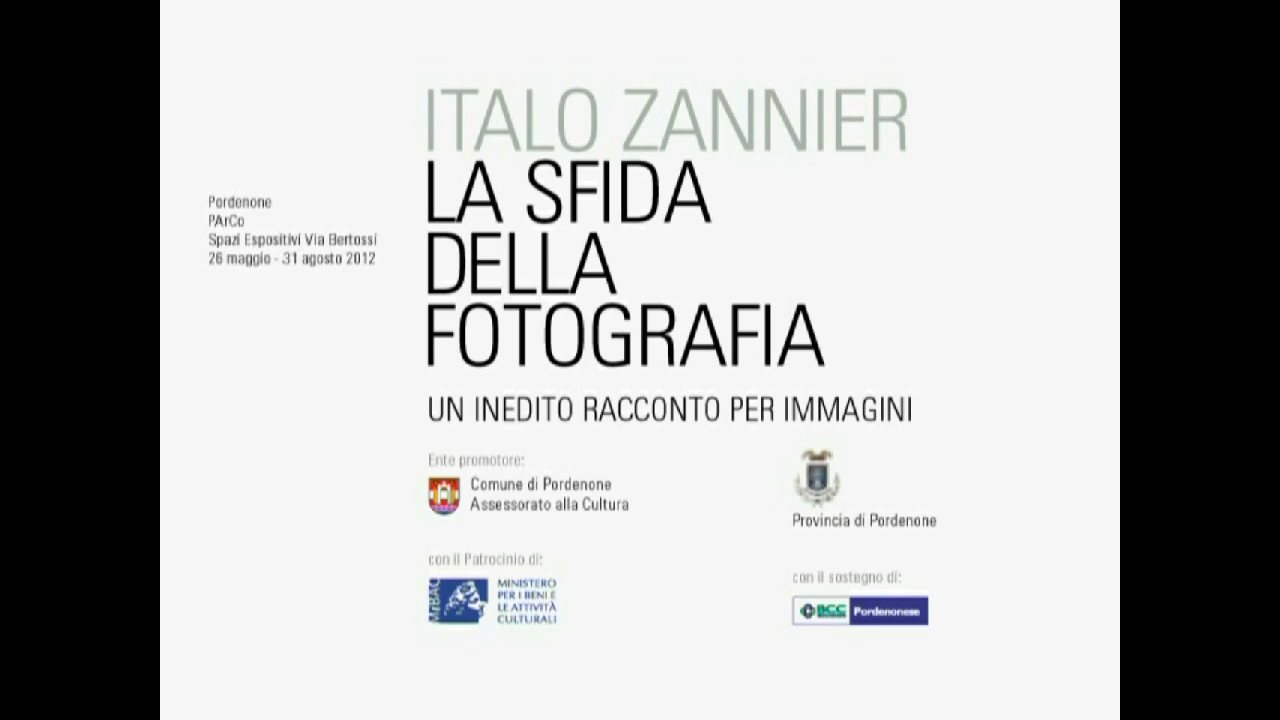 ITALO ZANNIER
LA SFIDA
DELLA
FOTOGRAFIA
UN INEDITO RACCONTO PER IMMAGINI
Pordenone
PArCo
Spazi Espositivi Via Bertossi
26 maggio - 31 agosto 2012
Ente promotore:
Comune di Pordenone
Assessorato alla Cultura
Provincia di Pordenone
con il Patrocinio di:
MiBAC
MINISTERO
PER I BENI E
LE ATTIVITÀ
CULTURALI
con il sostegno di:
BCC Pordenonese